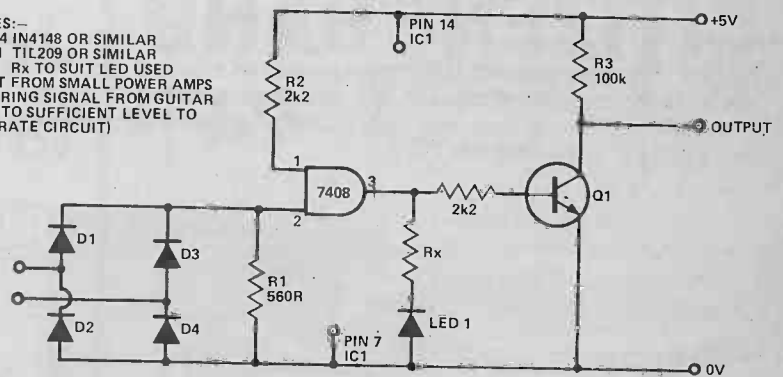 ES:–
4 IN4148 OR SIMILAR
TIL209 OR SIMILAR
Rx TO SUIT LED USED
T FROM SMALL POWER AMPS
RING SIGNAL FROM GUITAR
TO SUFFICIENT LEVEL TO
RATE CIRCUIT)
PIN 14
IC1
+5V
R2
2k2
R3
100k
OUTPUT
1
7408
3
2
2k2
Q1
D1
D3
R1
560R
Rx
D2
D4
LED 1
PIN 7
IC1
0V